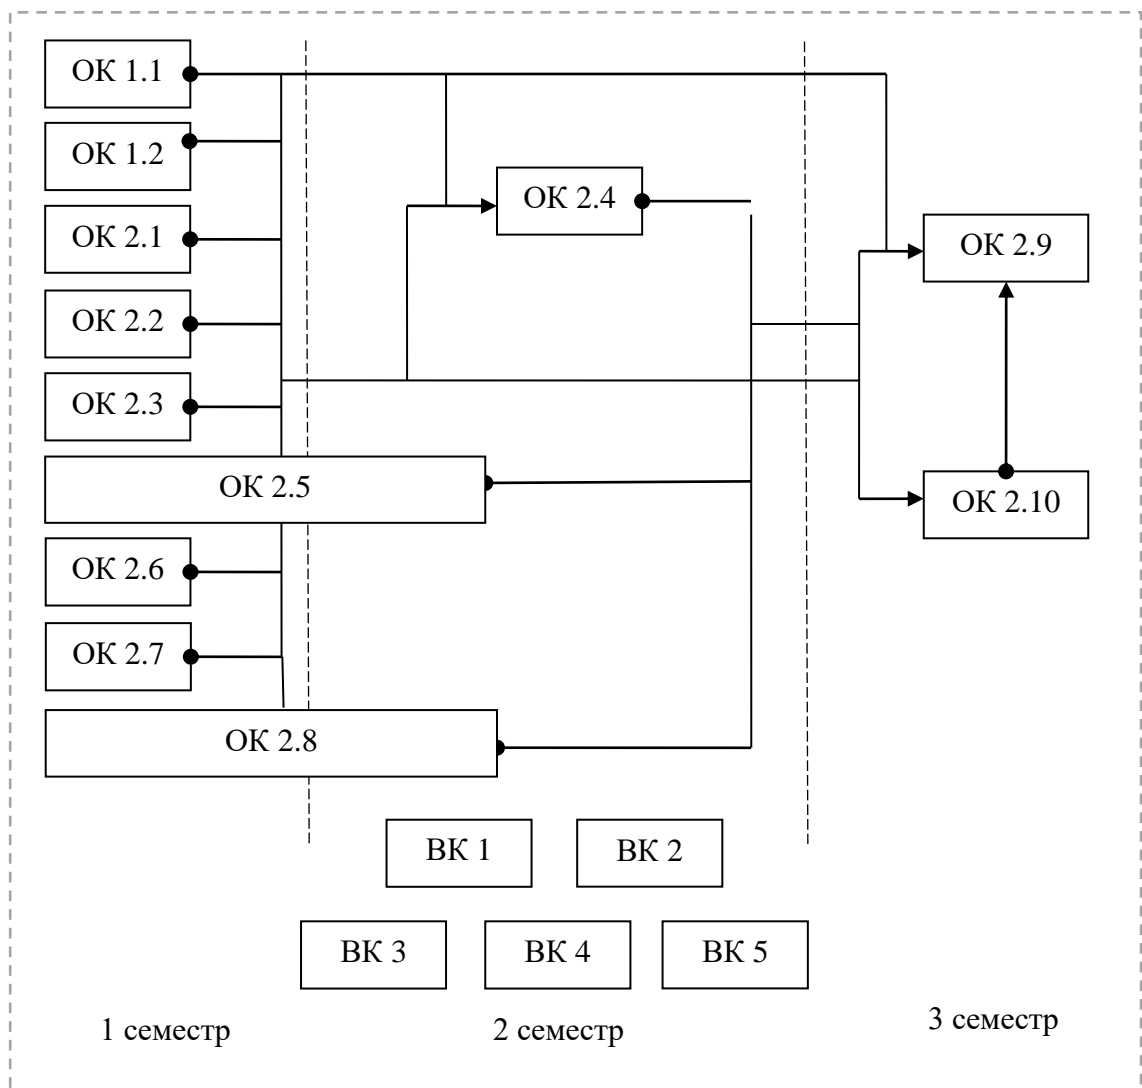 ОК 1.1
ОК 1.2
ОК 2.4
ОК 2.1
ОК 2.9
ОК 2.2
ОК 2.3
ОК 2.5
ОК 2.10
ОК 2.6
ОК 2.7
ОК 2.8
ВК 1
ВК 2
ВК 3
ВК 4
ВК 5
1 семестр
2 семестр
3 семестр